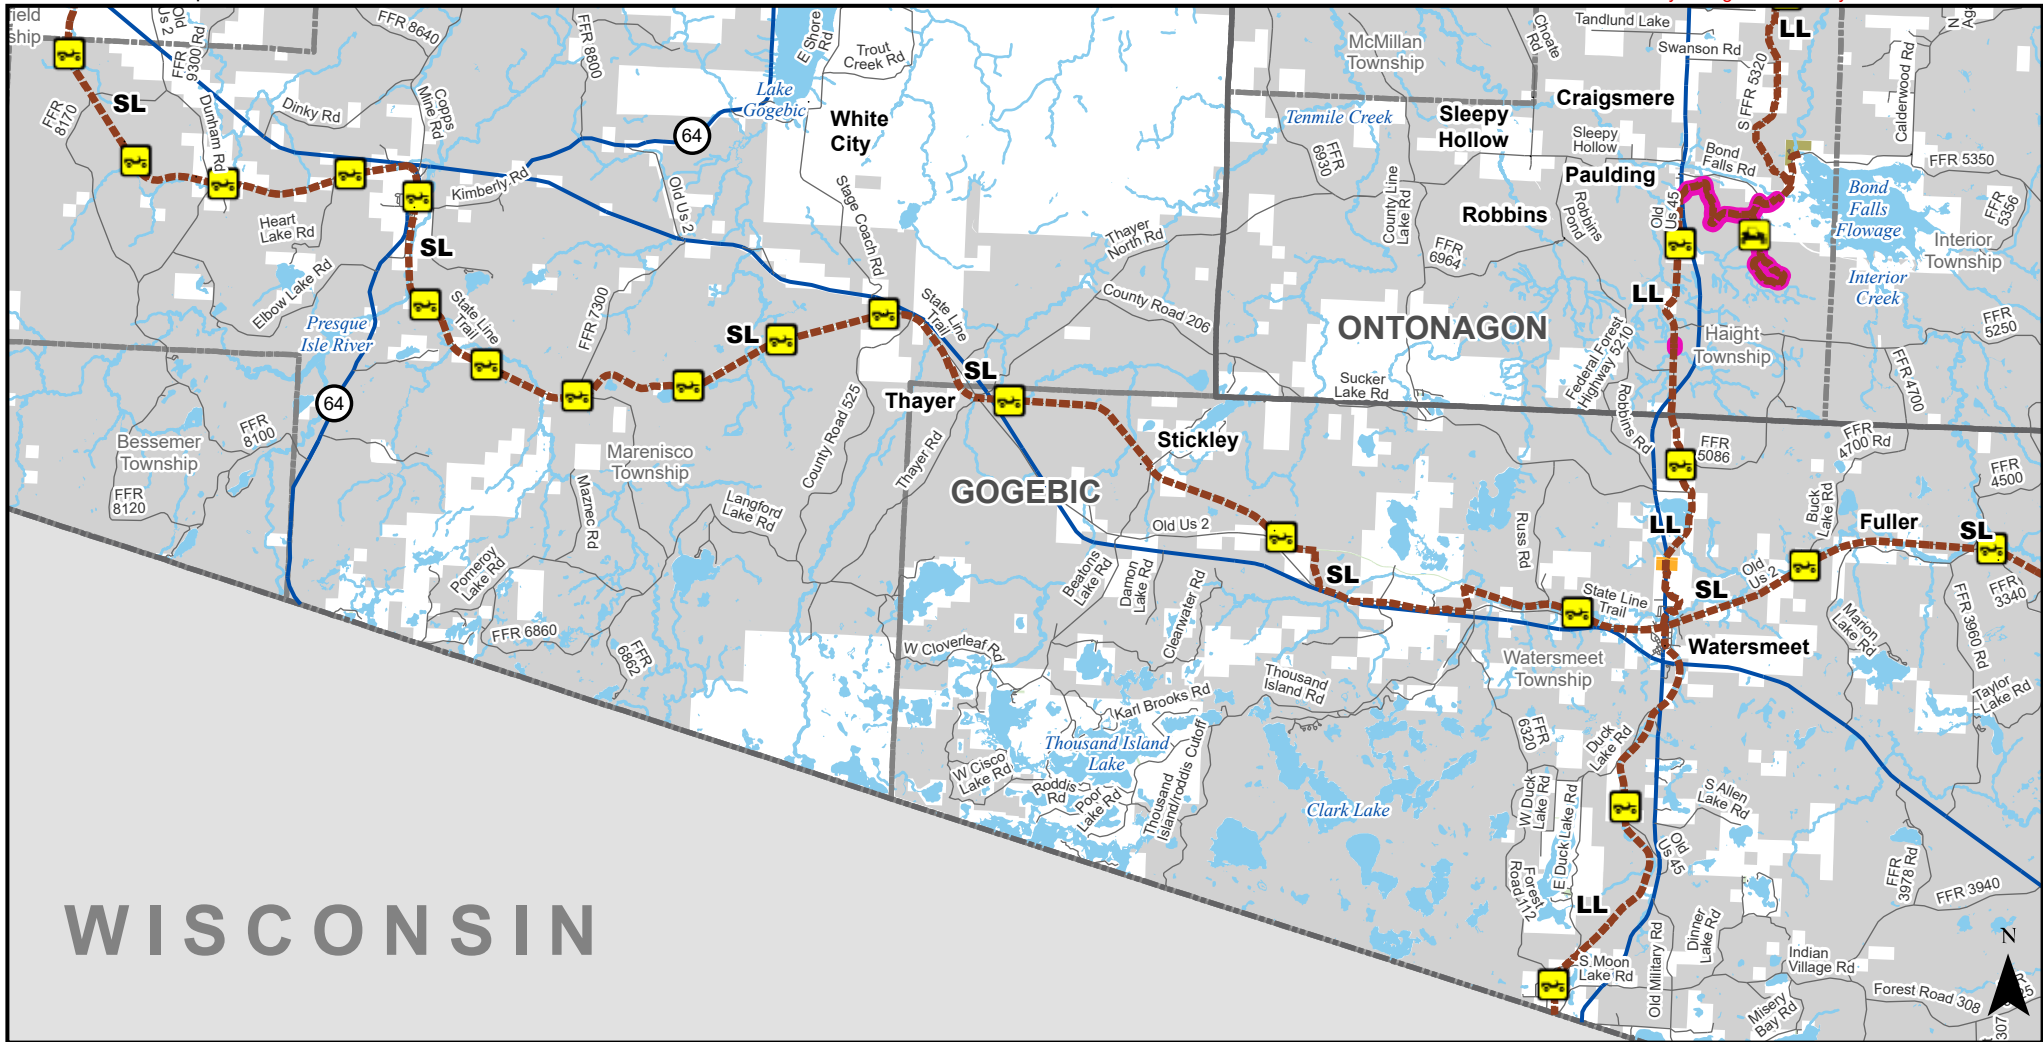 field
ship
Old
Us 2
FFR
9300 Rd
FFR 8640
FFR 8800
E Shore
Rd
Trout
Creek Rd
McMillan
Township
Choate
Rd
Tandlund Lake
Swanson Rd
LL
S FFR 5320
Calderwood Rd
N
SL
FFR
8170
Dunham Rd
Dinky Rd
Copps
Mine Rd
64
Lake
Gogebic
White
City
Tenmile Creek
Sleepy
Hollow
Craigsmere
Sleepy
Hollow
Bond
Falls Rd
FFR 5350
FFR
6930
Paulding
Kimberly Rd
Old Us 2
Stage Coach Rd
County Line
Lake Rd
Robbins
Robbins
Pond
Old
Us 45
Bond
Falls
Flowage
FFR
5356
Heart
Lake Rd
SL
Thayer
North Rd
FFR
6964
Interior
Township
Elbow Lake Rd
State Line
Trail
FFR 7300
State Line
Trail
County Road 206
LL
Interior
Creek
Presque
Isle River
SL
ONTONAGON
Federal Forest
Highway 5210
Haight
Township
FFR
5250
SL
64
Thayer
County Road 525
Sucker
Lake Rd
Robbins Rd
FFR 4700
Bessemer
Township
FFR
8100
Marenisco
Township
Thayer Rd
Stickley
FFR
5086
FFR
4700 Rd
FFR
8120
Maznec Rd
Langford
Lake Rd
GOGEBIC
FFR
4500
Old Us 2
Russ Rd
LL
Buck
Lake Rd
Fuller
SL
Pomeroy
Lake Rd
Beatons
Lake Rd
Damon
Lake Rd
Clearwater Rd
SL
State Line
Trail
SL
Old
Us 2
FFR
3340
FFR 6860
FFR
6862
W Cloverleaf Rd
Watersmeet
Township
Watersmeet
Marion
Lake Rd
FFR 3960 Rd
Thousand
Island Rd
Karl Brooks Rd
Taylor
Lake Rd
Thousand Island
Lake
FFR
6320
Duck
Lake Rd
W Cisco
Lake Rd
Roddis
Rd
Poor
Lake Rd
Thousand
Island/roddis Cutoff
Clark Lake
W Duck
Lake Rd
E Duck Lake Rd
S Allen
Lake Rd
Old
Us 45
Forest
Road 112
LL
FFR
3978 Rd
FFR 3940
WISCONSIN
Old Military Rd
Dinner
Lake Rd
S Moon
Lake Rd
Indian
Village Rd
N
Misery
Bay Rd
Forest Road 308
307